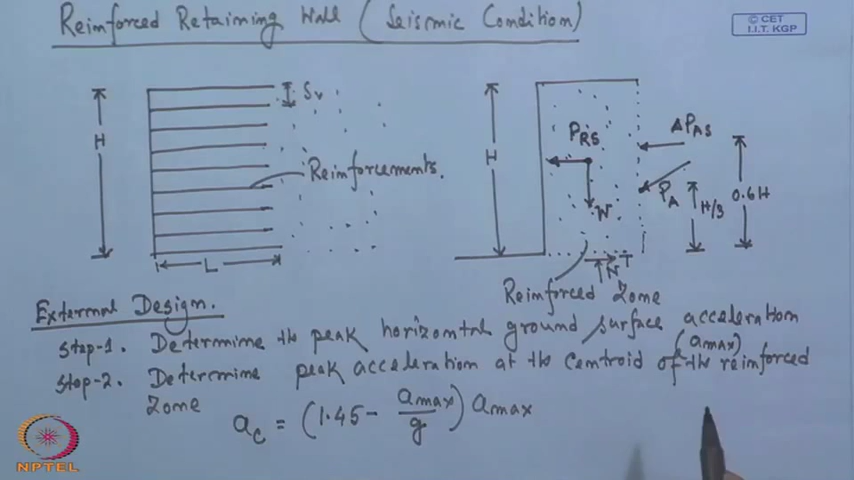 Reinforced Retaining Wall (Seismic Condition)
© CET
I.I.T. KGP
H
Sv
Reinforcements.
L
H
PRS
W
ΔPAS
PA
H/3
0.6H
N T
Reinforced Zone
External Design.
Step-1. Determine the peak horizontal ground surface acceleration (amax)
Step-2. Determine peak acceleration at the centroid of the reinforced
Zone
ac = (1.45 - amax/g) amax
NPTEL